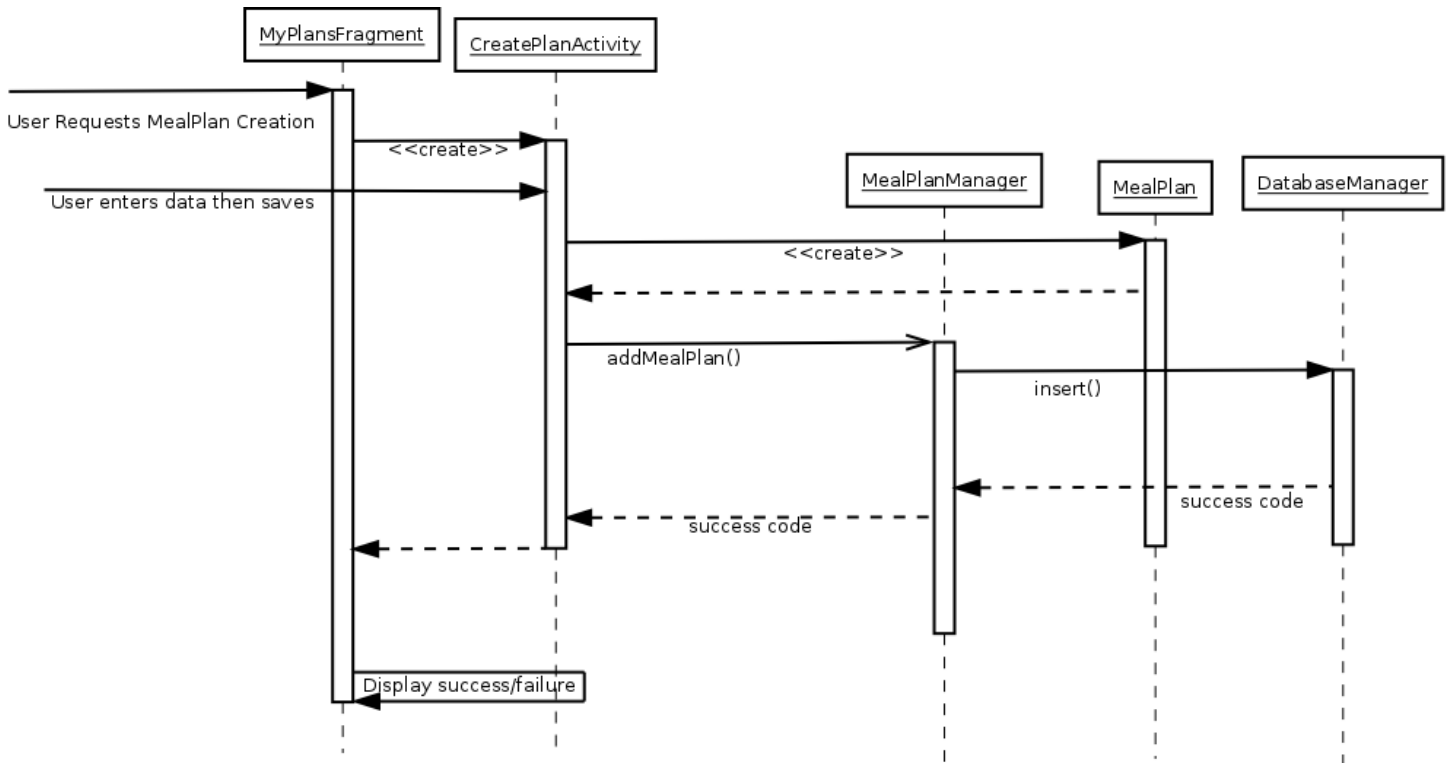 MyPlansFragment
CreatePlanActivity
User Requests MealPlan Creation
<<create>>
MealPlanManager
MealPlan
DatabaseManager
User enters data then saves
<<create>>
addMealPlan()
insert()
success code
success code
Display success/failure